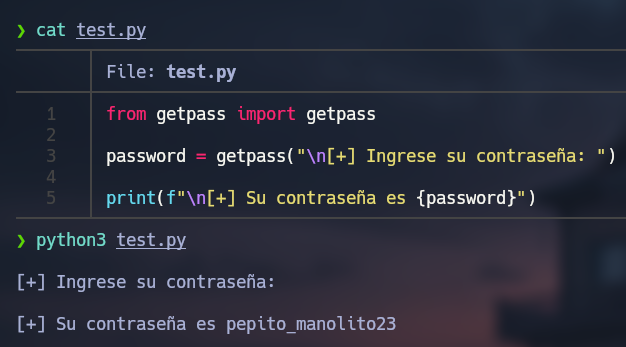 ❯ cat test.py
File: test.py
1 from getpass import getpass
2
3 password = getpass("\n[+] Ingrese su contraseña: ")
4
5 print(f"\n[+] Su contraseña es {password}")
❯ python3 test.py
[+] Ingrese su contraseña:
[+] Su contraseña es pepito_manolito23